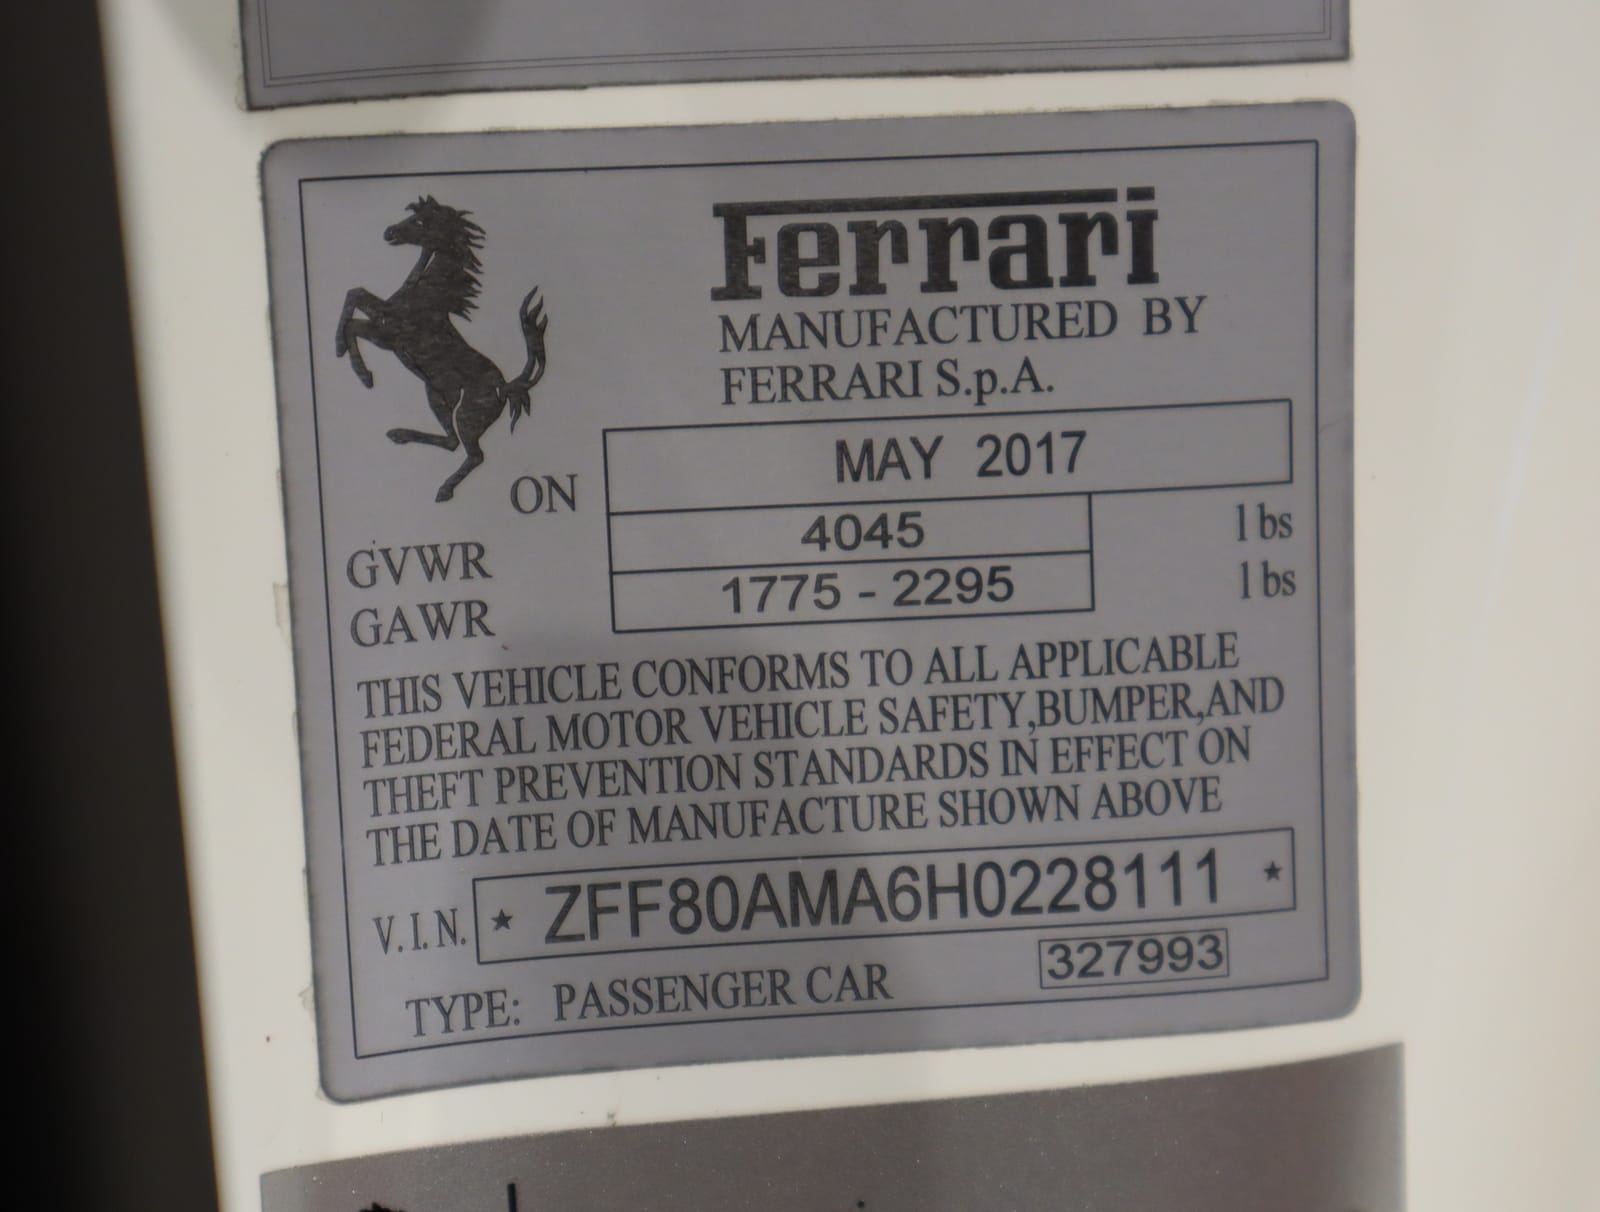 Ferrari
MANUFACTURED BY
FERRARI S.p.A.
ON MAY 2017
GVWR 4045 lbs
GAWR 1775 - 2295 lbs
THIS VEHICLE CONFORMS TO ALL APPLICABLE
FEDERAL MOTOR VEHICLE SAFETY,BUMPER,AND
THEFT PREVENTION STANDARDS IN EFFECT ON
THE DATE OF MANUFACTURE SHOWN ABOVE
V.I.N. * ZFF80AMA6H0228111 *
TYPE: PASSENGER CAR 327993